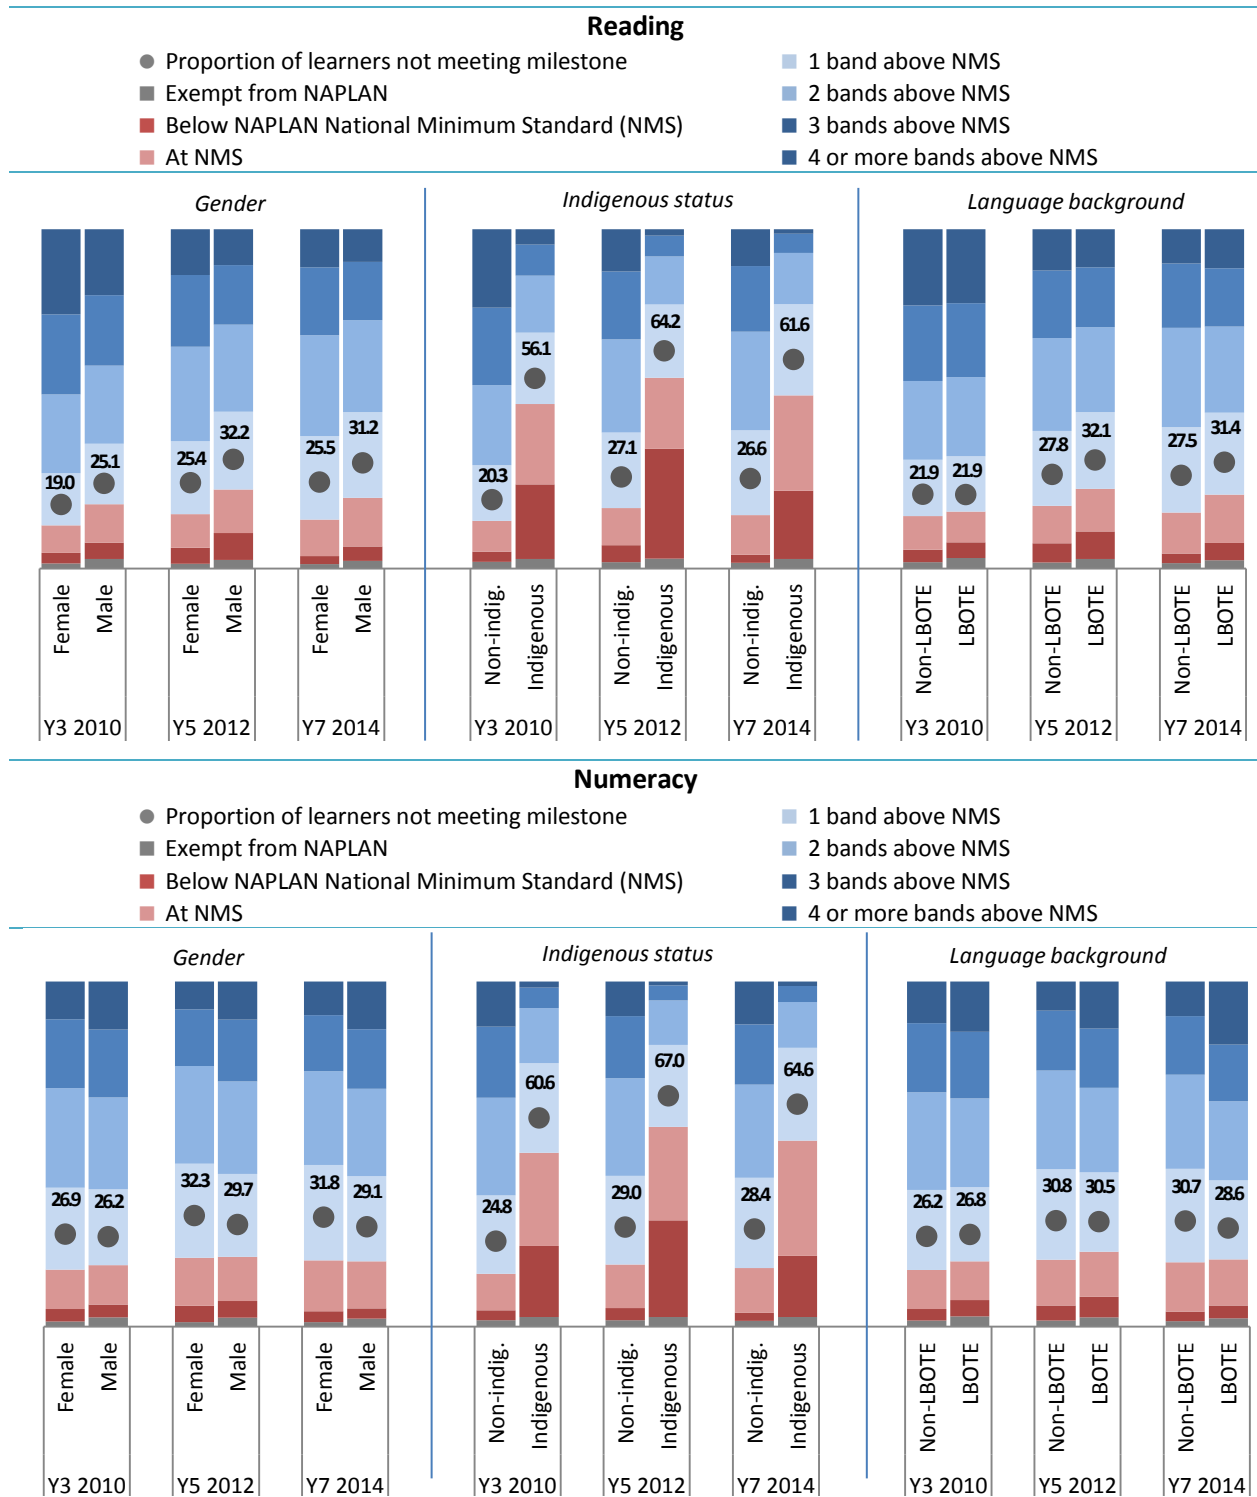 Reading
Proportion of learners not meeting milestone
Exempt from NAPLAN
Below NAPLAN National Minimum Standard (NMS)
At NMS
1 band above NMS
2 bands above NMS
3 bands above NMS
4 or more bands above NMS
Gender
Indigenous status
Language background
19.0 25.1 25.4 32.2 25.5 31.2
20.3 56.1 27.1 64.2 26.6 61.6
21.9 21.9 27.8 32.1 27.5 31.4
Female Male Female Male Female Male
Non-indig. Indigenous Non-indig. Indigenous Non-indig. Indigenous
Non-LBOTE LBOTE Non-LBOTE LBOTE Non-LBOTE LBOTE
Y3 2010 Y5 2012 Y7 2014
Y3 2010 Y5 2012 Y7 2014
Y3 2010 Y5 2012 Y7 2014
Numeracy
Proportion of learners not meeting milestone
Exempt from NAPLAN
Below NAPLAN National Minimum Standard (NMS)
At NMS
1 band above NMS
2 bands above NMS
3 bands above NMS
4 or more bands above NMS
Gender
Indigenous status
Language background
26.9 26.2 32.3 29.7 31.8 29.1
24.8 60.6 29.0 67.0 28.4 64.6
26.2 26.8 30.8 30.5 30.7 28.6
Female Male Female Male Female Male
Non-indig. Indigenous Non-indig. Indigenous Non-indig. Indigenous
Non-LBOTE LBOTE Non-LBOTE LBOTE Non-LBOTE LBOTE
Y3 2010 Y5 2012 Y7 2014
Y3 2010 Y5 2012 Y7 2014
Y3 2010 Y5 2012 Y7 2014